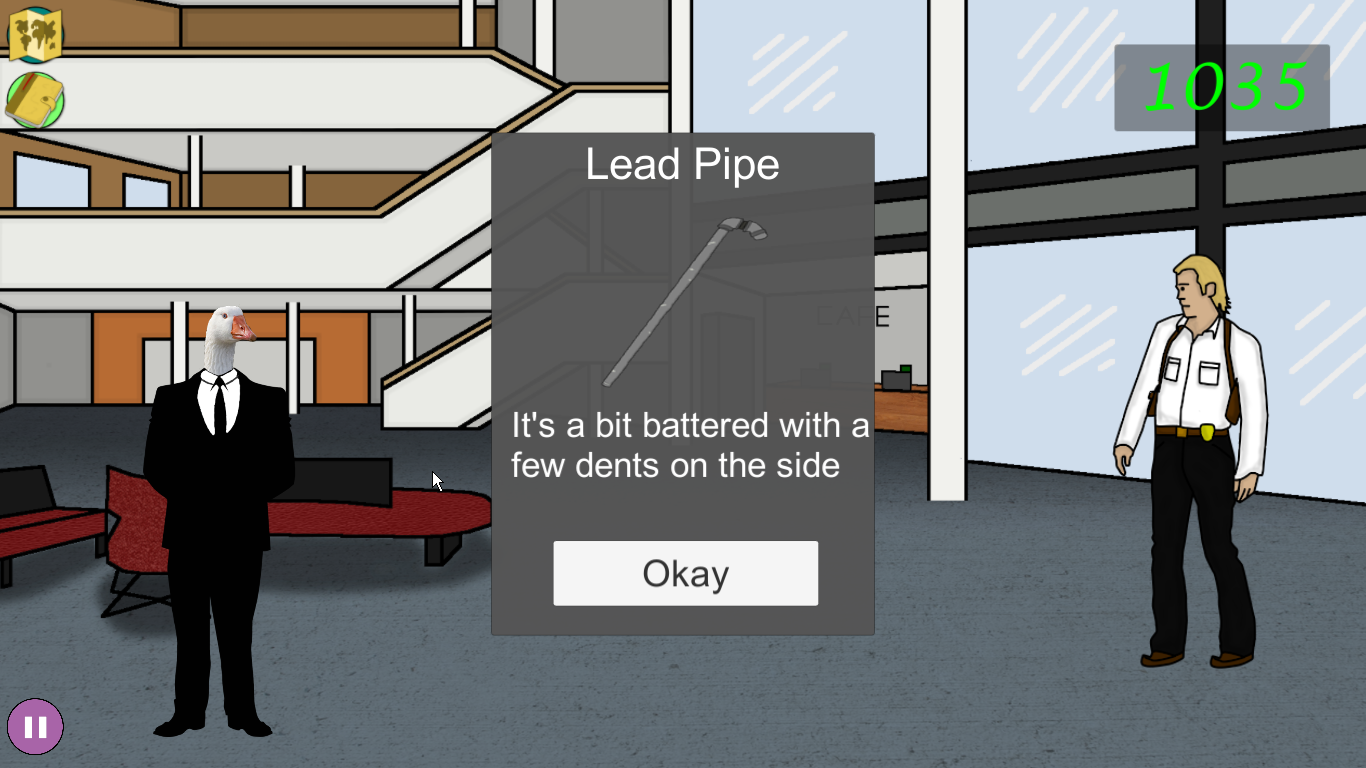 1035
Lead Pipe
CAFE
It's a bit battered with a
few dents on the side
Okay